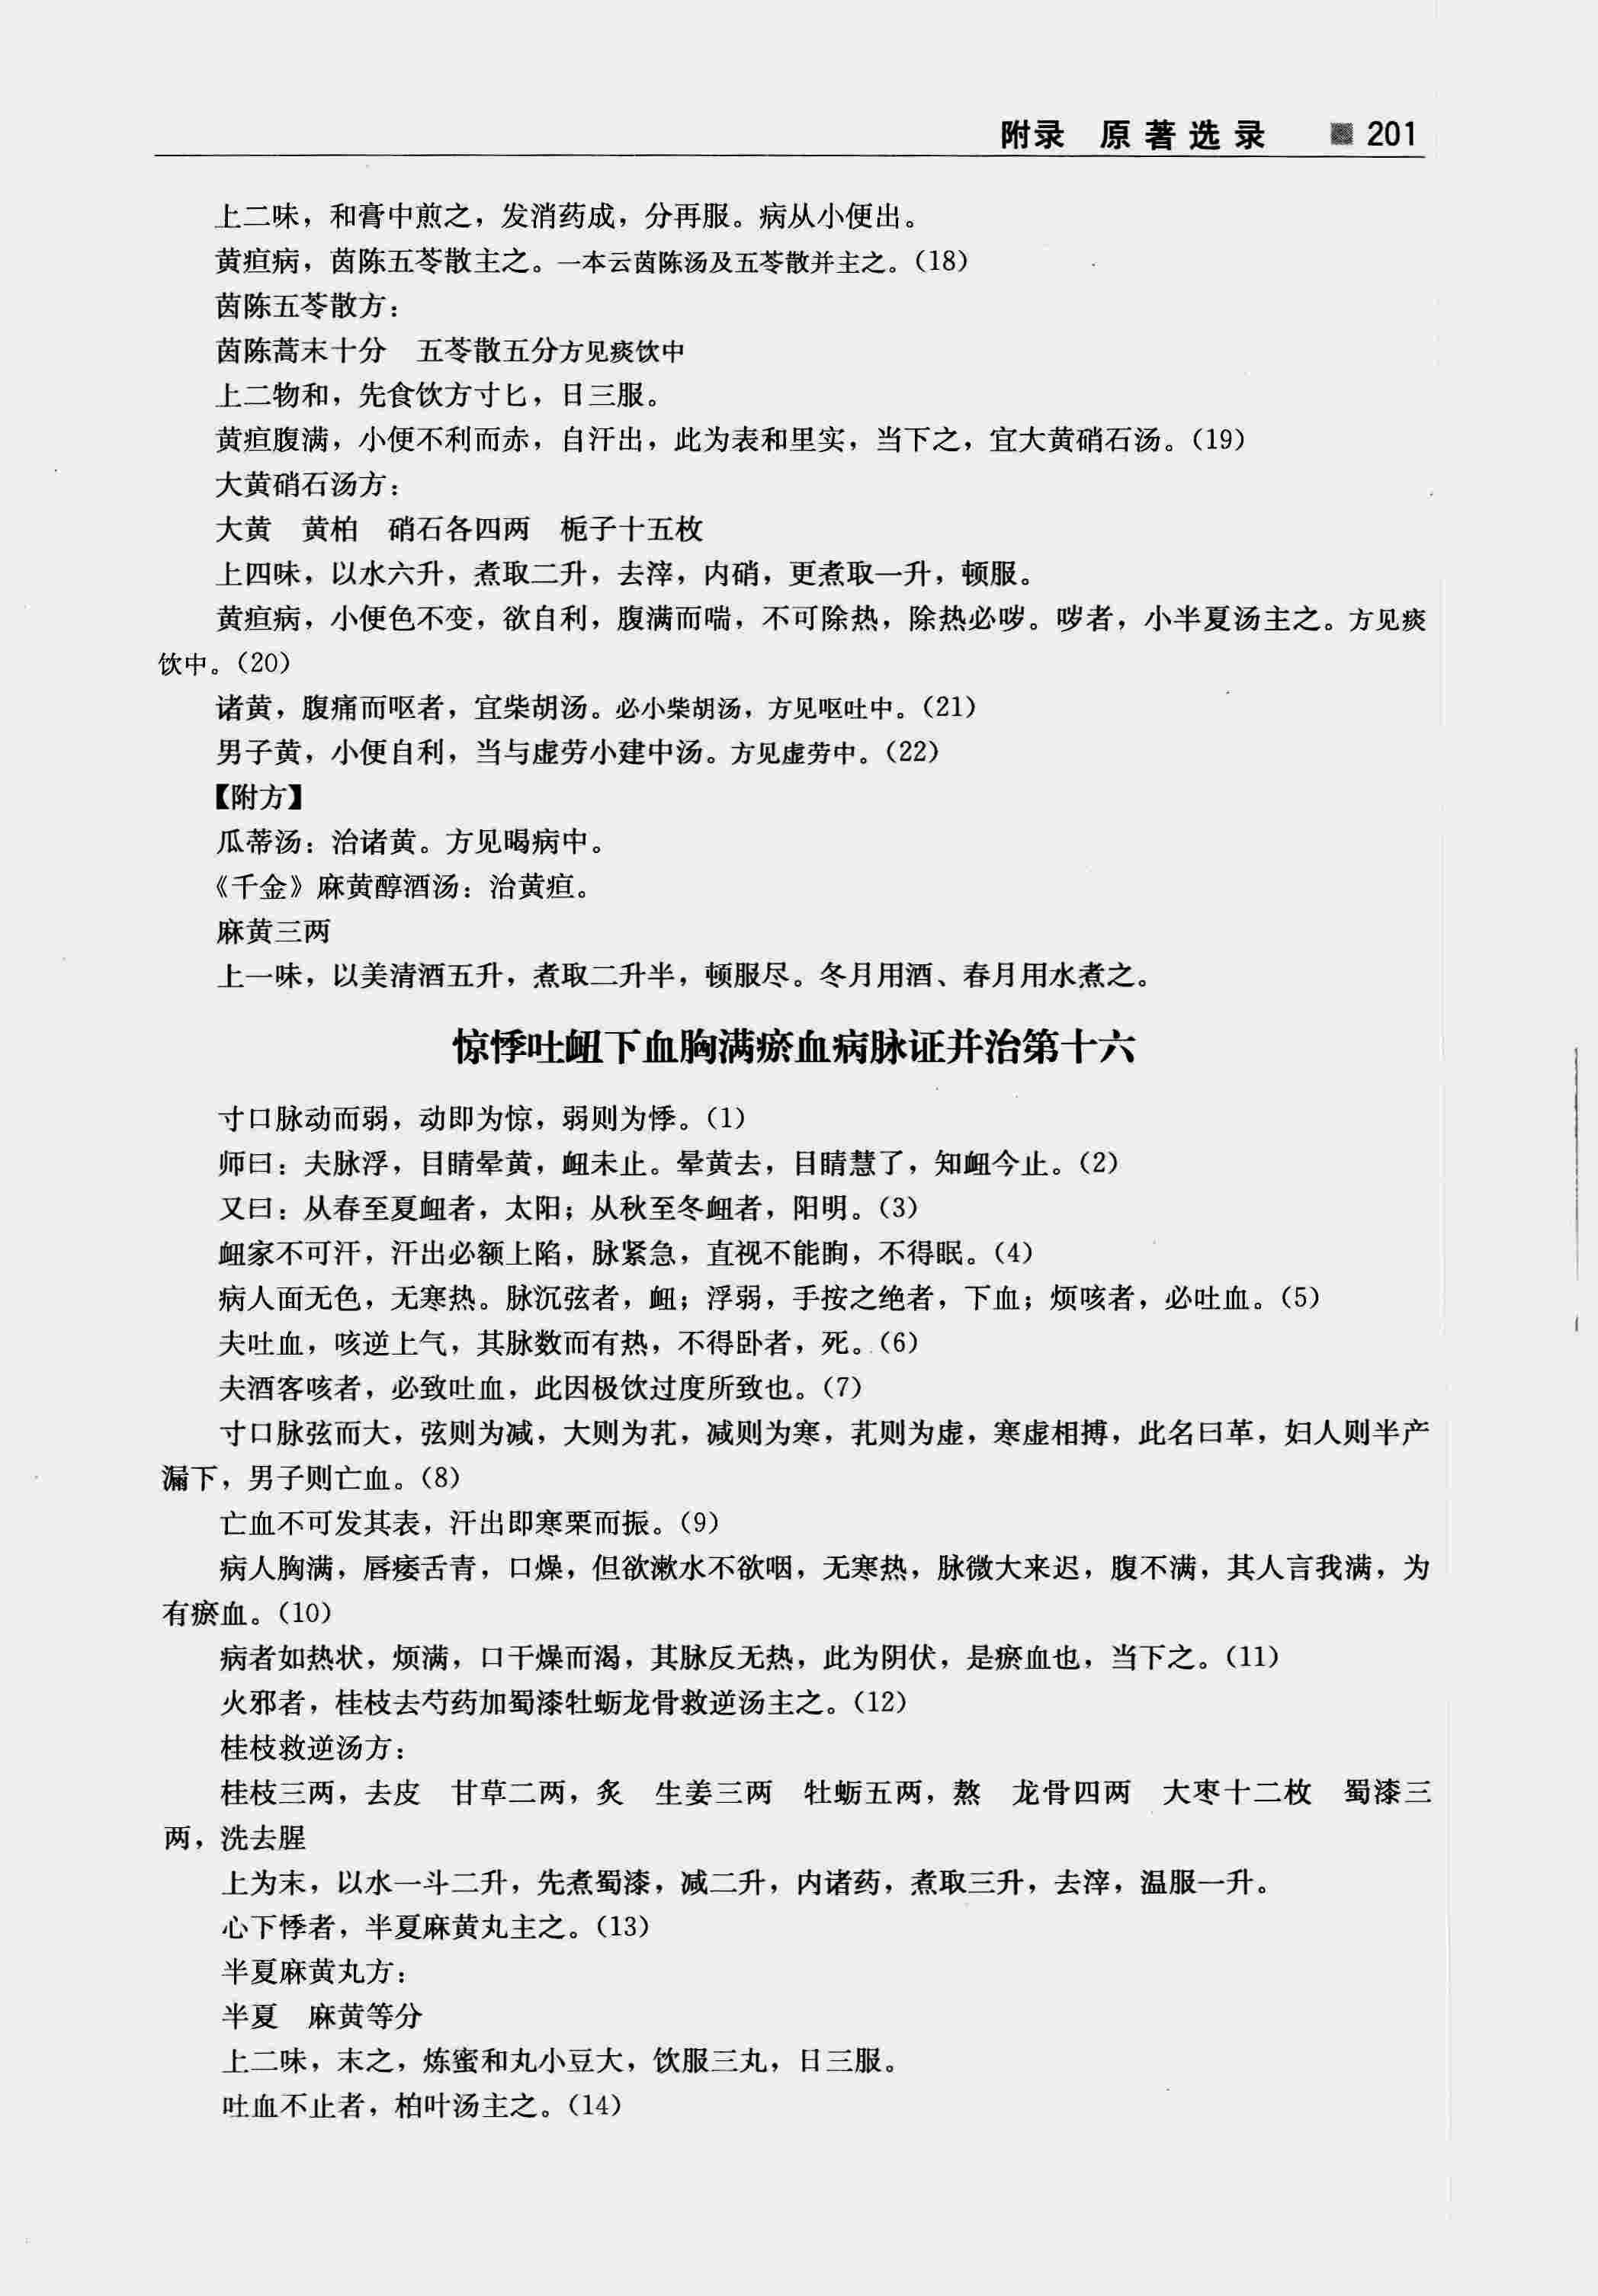 附录 原著选录 ■ 201
上二味，和膏中煎之，发消药成，分再服。病从小便出。
黄疸病，茵陈五苓散主之。一本云茵陈汤及五苓散并主之。（18）
茵陈五苓散方：
茵陈蒿末十分 五苓散五分方见痰饮中
上二物和，先食饮方寸匕，日三服。
黄疸腹满，小便不利而赤，自汗出，此为表和里实，当下之，宜大黄硝石汤。（19）
大黄硝石汤方：
大黄 黄柏 硝石各四两 栀子十五枚
上四味，以水六升，煮取二升，去滓，内硝，更煮取一升，顿服。
黄疸病，小便色不变，欲自利，腹满而喘，不可除热，除热必哕。哕者，小半夏汤主之。方见痰
饮中。（20）
诸黄，腹痛而呕者，宜柴胡汤。必小柴胡汤，方见呕吐中。（21）
男子黄，小便自利，当与虚劳小建中汤。方见虚劳中。（22）
【附方】
瓜蒂汤：治诸黄。方见暍病中。
《千金》麻黄醇酒汤：治黄疸。
麻黄三两
上一味，以美清酒五升，煮取二升半，顿服尽。冬月用酒、春月用水煮之。
惊悸吐衄下血胸满瘀血病脉证并治第十六
寸口脉动而弱，动即为惊，弱则为悸。（1）
师曰：夫脉浮，目睛晕黄，衄未止。晕黄去，目睛慧了，知衄今止。（2）
又曰：从春至夏衄者，太阳；从秋至冬衄者，阳明。（3）
衄家不可汗，汗出必额上陷，脉紧急，直视不能眴，不得眠。（4）
病人面无色，无寒热。脉沉弦者，衄；浮弱，手按之绝者，下血；烦咳者，必吐血。（5）
夫吐血，咳逆上气，其脉数而有热，不得卧者，死。（6）
夫酒客咳者，必致吐血，此因极饮过度所致也。（7）
寸口脉弦而大，弦则为减，大则为芤，减则为寒，芤则为虚，寒虚相搏，此名曰革，妇人则半产
漏下，男子则亡血。（8）
亡血不可发其表，汗出即寒栗而振。（9）
病人胸满，唇痿舌青，口燥，但欲漱水不欲咽，无寒热，脉微大来迟，腹不满，其人言我满，为
有瘀血。（10）
病者如热状，烦满，口干燥而渴，其脉反无热，此为阴伏，是瘀血也，当下之。（11）
火邪者，桂枝去芍药加蜀漆牡蛎龙骨救逆汤主之。（12）
桂枝救逆汤方：
桂枝三两，去皮 甘草二两，炙 生姜三两 牡蛎五两，熬 龙骨四两 大枣十二枚 蜀漆三
两，洗去腥
上为末，以水一斗二升，先煮蜀漆，减二升，内诸药，煮取三升，去滓，温服一升。
心下悸者，半夏麻黄丸主之。（13）
半夏麻黄丸方：
半夏 麻黄等分
上二味，末之，炼蜜和丸小豆大，饮服三丸，日三服。
吐血不止者，柏叶汤主之。（14）